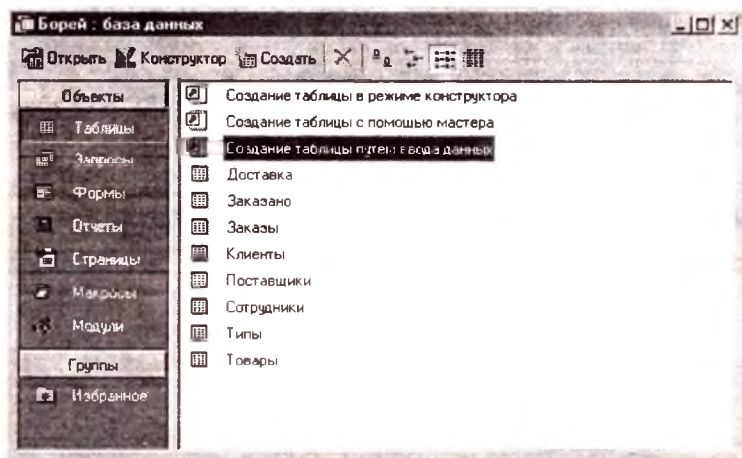 Борей : база данных
Открыть Конструктор Создать
Объекты
Таблицы
Запросы
Формы
Отчеты
Страницы
Макросы
Модули
Группы
Избранное
Создание таблицы в режиме конструктора
Создание таблицы с помощью мастера
Создание таблицы путем ввода данных
Доставка
Заказано
Заказы
Клиенты
Поставщики
Сотрудники
Типы
Товары